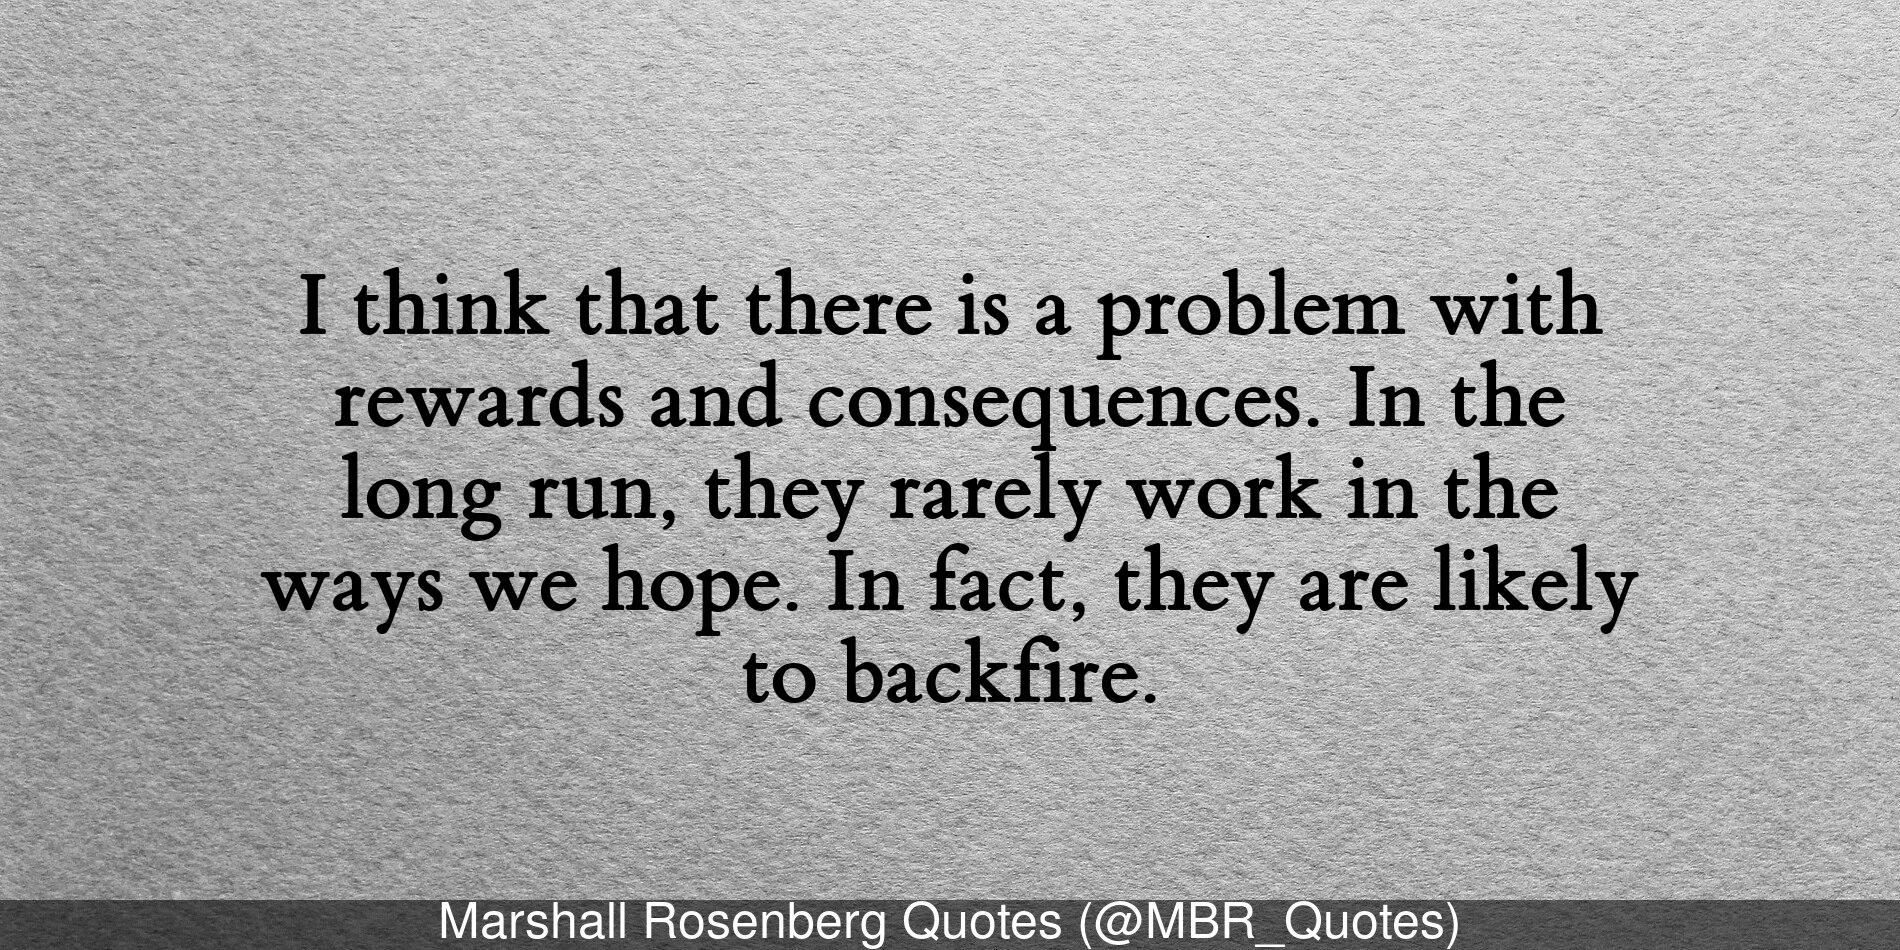 I think that there is a problem with
rewards and consequences. In the
long run, they rarely work in the
ways we hope. In fact, they are likely
to backfire.
Marshall Rosenberg Quotes (@MBR_Quotes)